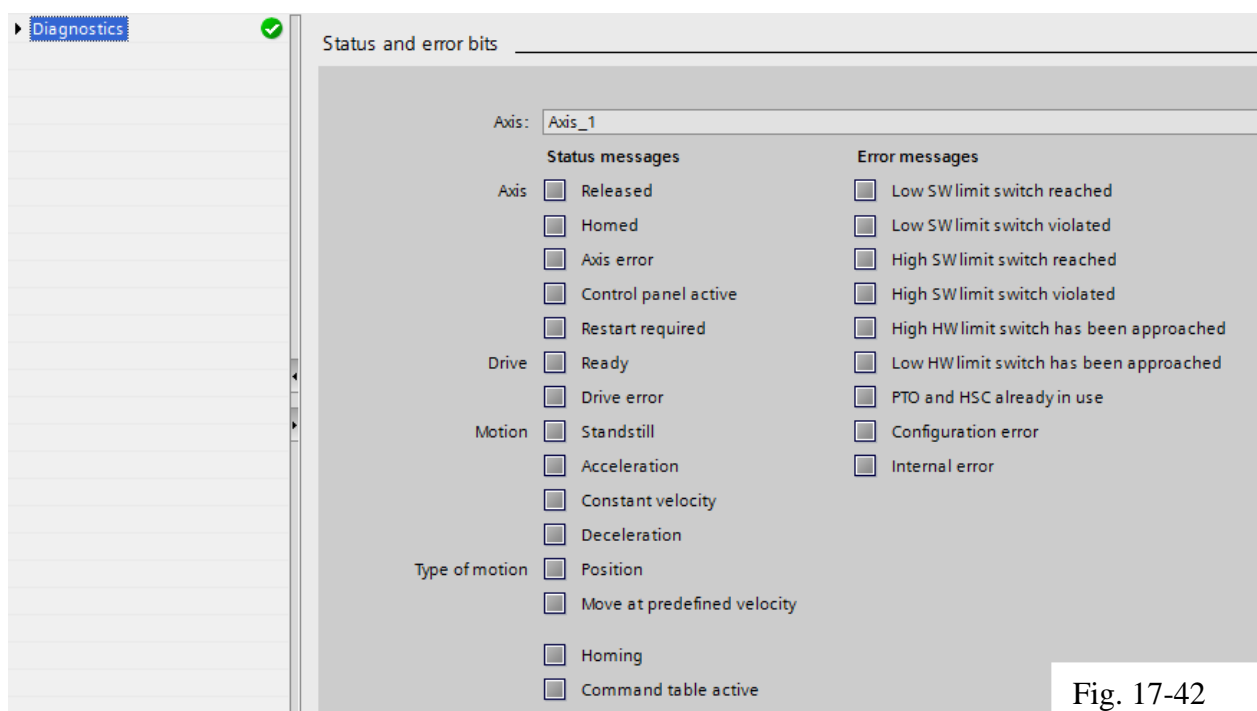 Diagnostics
Status and error bits
Axis: Axis_1
Status messages Error messages
Axis Released Low SW limit switch reached
Homed Low SW limit switch violated
Axis error High SW limit switch reached
Control panel active High SW limit switch violated
Restart required High HW limit switch has been approached
Drive Ready Low HW limit switch has been approached
Drive error PTO and HSC already in use
Motion Standstill Configuration error
Acceleration Internal error
Constant velocity
Deceleration
Type of motion Position
Move at predefined velocity
Homing
Command table active
Fig. 17-42